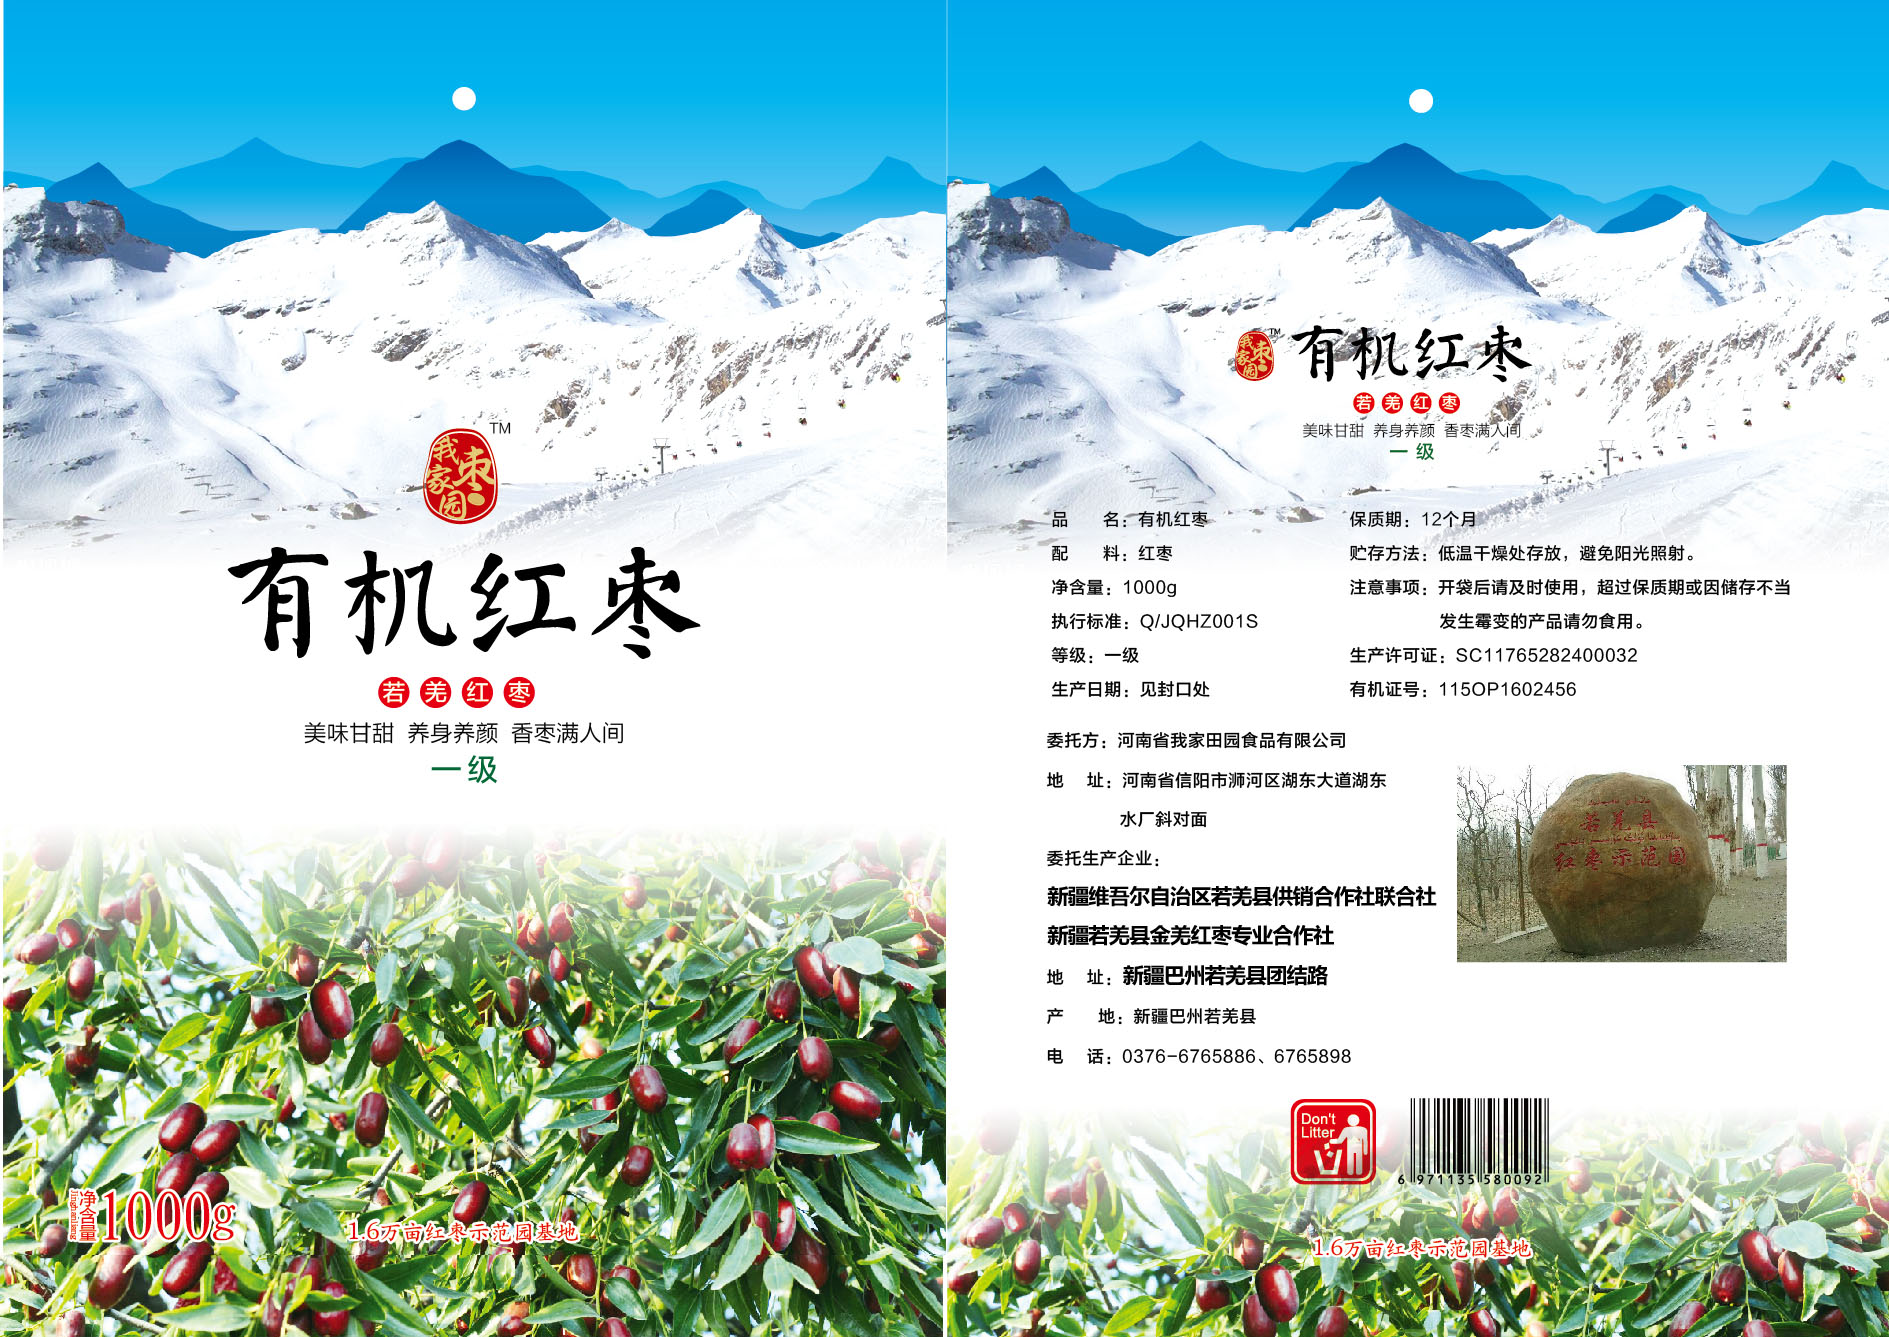 我家枣园
TM
有机红枣
若羌红枣
美味甘甜 养身养颜 香枣满人间
一级
净含量
Jinghanliang
1000g
1.6万亩红枣示范园基地
我家枣园
TM
有机红枣
若羌红枣
美味甘甜 养身养颜 香枣满人间
一级
品 名：有机红枣
配 料：红枣
净含量：1000g
执行标准：Q/JQHZ001S
等级：一级
生产日期：见封口处
保质期：12个月
贮存方法：低温干燥处存放，避免阳光照射。
注意事项：开袋后请及时使用，超过保质期或因储存不当
发生霉变的产品请勿食用。
生产许可证：SC11765282400032
有机证号：115OP1602456
委托方：河南省我家田园食品有限公司
地 址：河南省信阳市浉河区湖东大道湖东
水厂斜对面
委托生产企业：
新疆维吾尔自治区若羌县供销合作社联合社
新疆若羌县金羌红枣专业合作社
地 址：新疆巴州若羌县团结路
产 地：新疆巴州若羌县
电 话：0376-6765886、6765898
若羌县
红枣示范园
Don't
Litter
6 971135 580092
1.6万亩红枣示范园基地